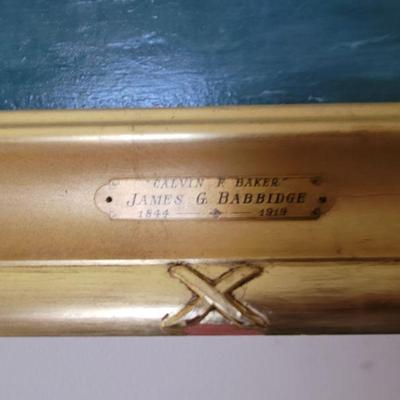 "CALVIN F. BAKER"
JAMES G. BABBIDGE
1844 1919